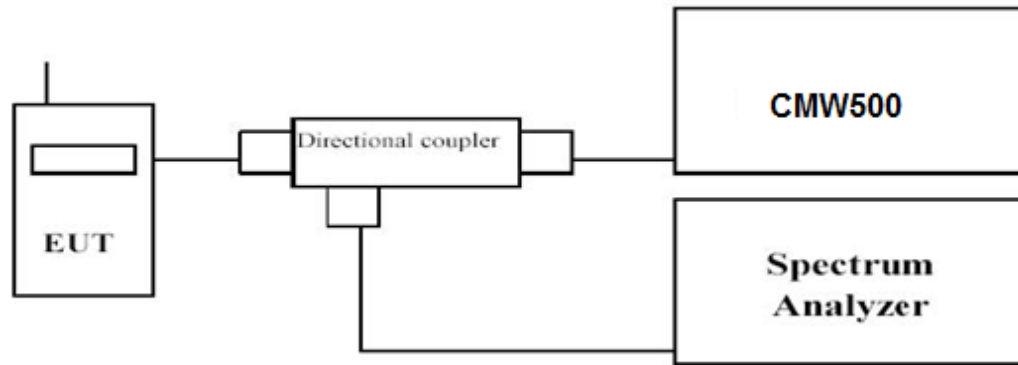 CMW500
Directional coupler
EUT
Spectrum
Analyzer